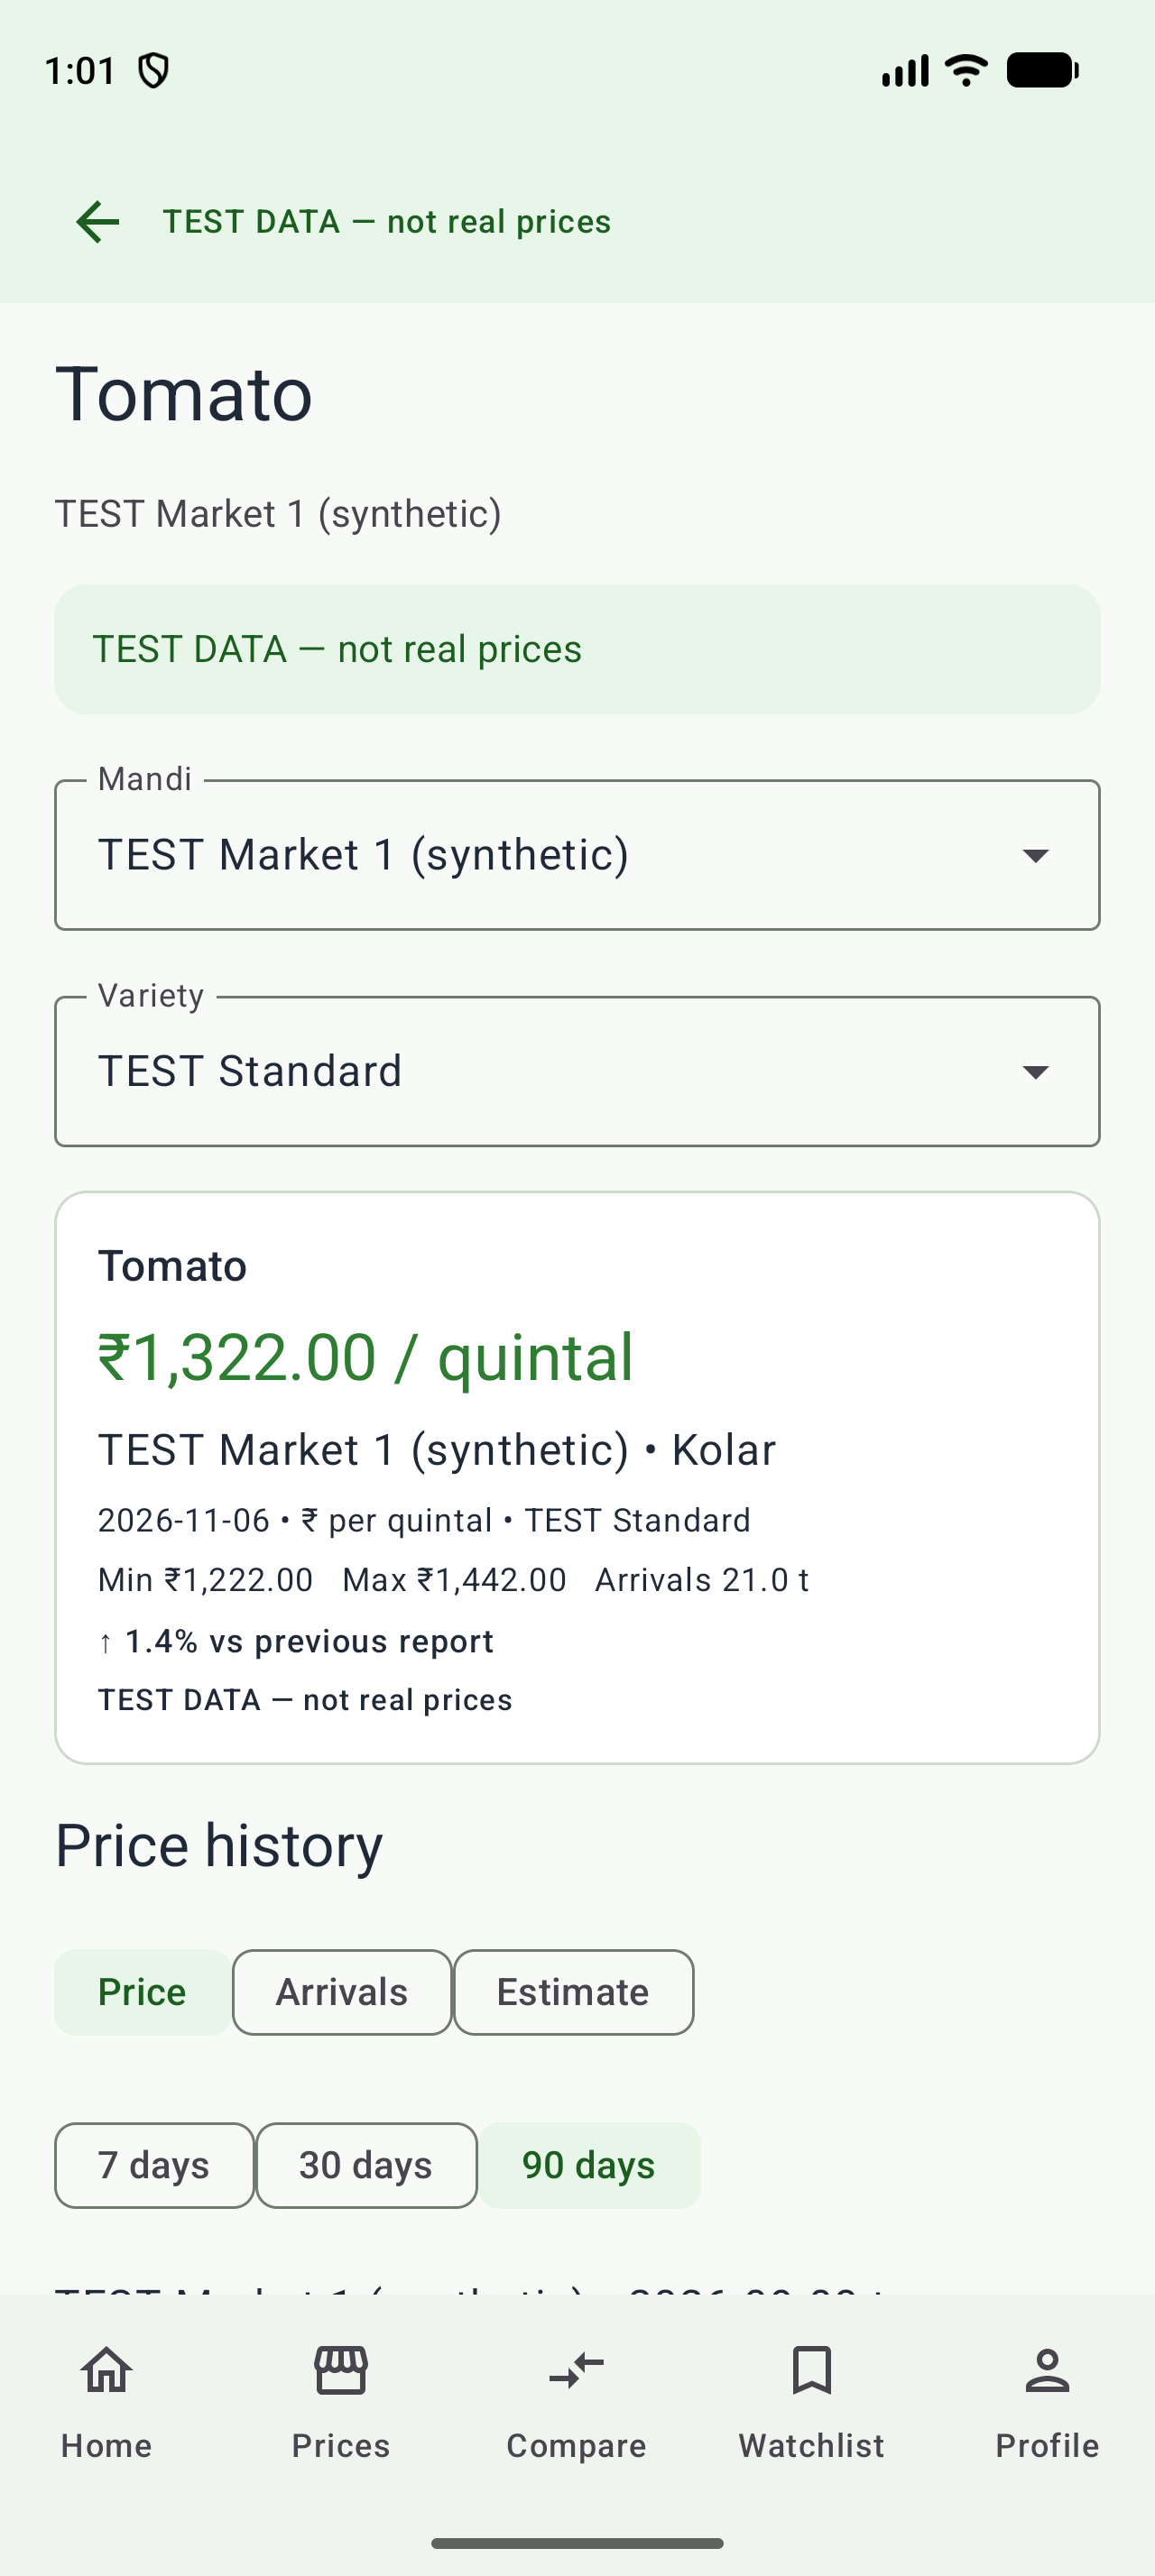 1:01
TEST DATA — not real prices
Tomato
TEST Market 1 (synthetic)
TEST DATA — not real prices
Mandi
TEST Market 1 (synthetic)
Variety
TEST Standard
Tomato
₹1,322.00 / quintal
TEST Market 1 (synthetic) • Kolar
2026-11-06 • ₹ per quintal • TEST Standard
Min ₹1,222.00 Max ₹1,442.00 Arrivals 21.0 t
↑ 1.4% vs previous report
TEST DATA — not real prices
Price history
Price Arrivals Estimate
7 days 30 days 90 days
TEST Market 1 (synthetic)
Home Prices Compare Watchlist Profile